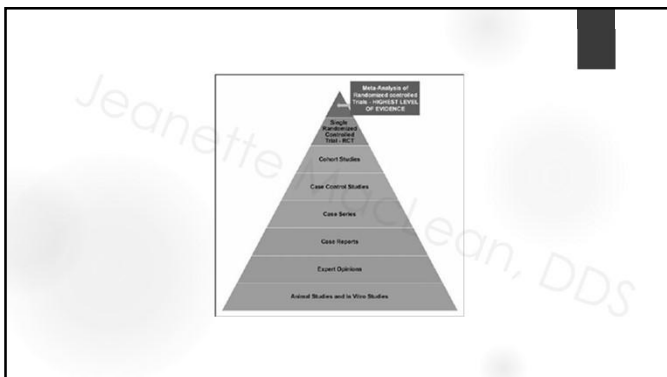 Meta-Analysis of
Randomized controlled
Trials - HIGHEST LEVEL
OF EVIDENCE
Single
Randomized
Controlled
Trial - RCT
Cohort Studies
Case Control Studies
Case Series
Case Reports
Expert Opinions
Animal Studies and In Vitro Studies
Jeanette MacLean, DDS